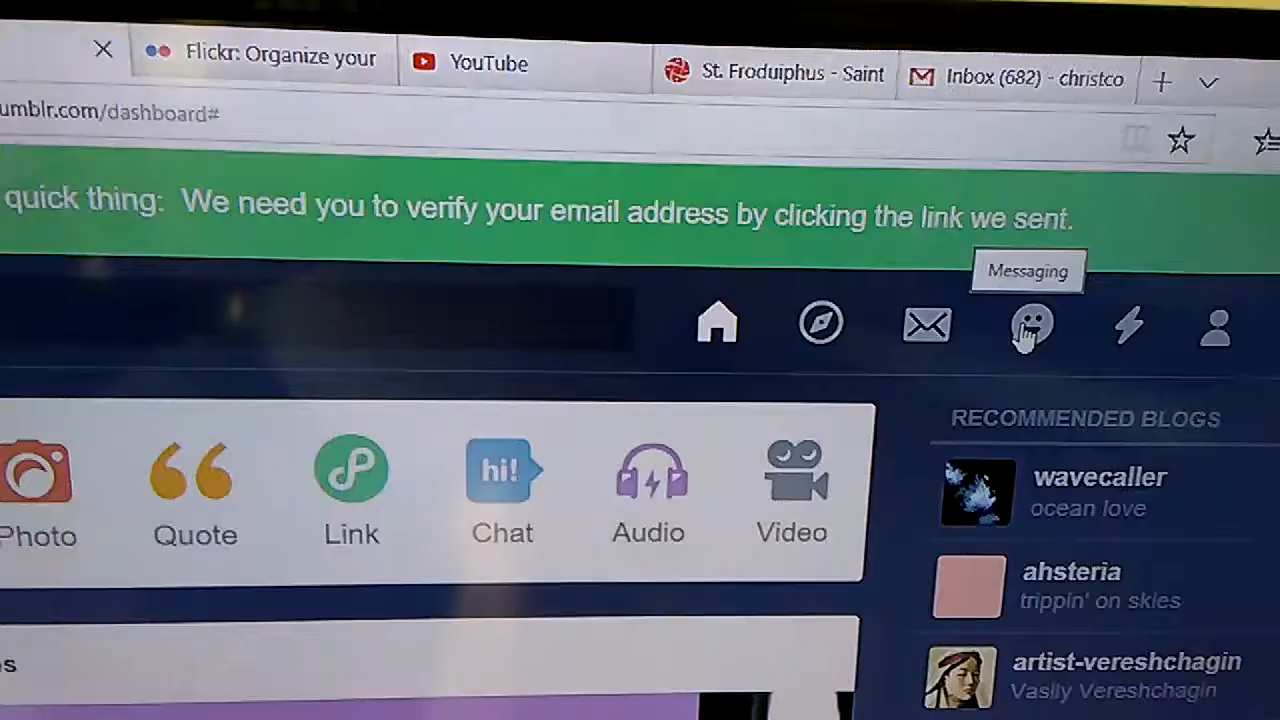 Flickr: Organize your
YouTube
St. Froduiphus - Saint
Inbox (682) - christco
umblr.com/dashboard#
quick thing: We need you to verify your email address by clicking the link we sent.
Messaging
RECOMMENDED BLOGS
wavecaller
ocean love
ahsteria
trippin' on skies
artist-vereshchagin
Vasily Vereshchagin
hi!
Photo
Quote
Link
Chat
Audio
Video
s